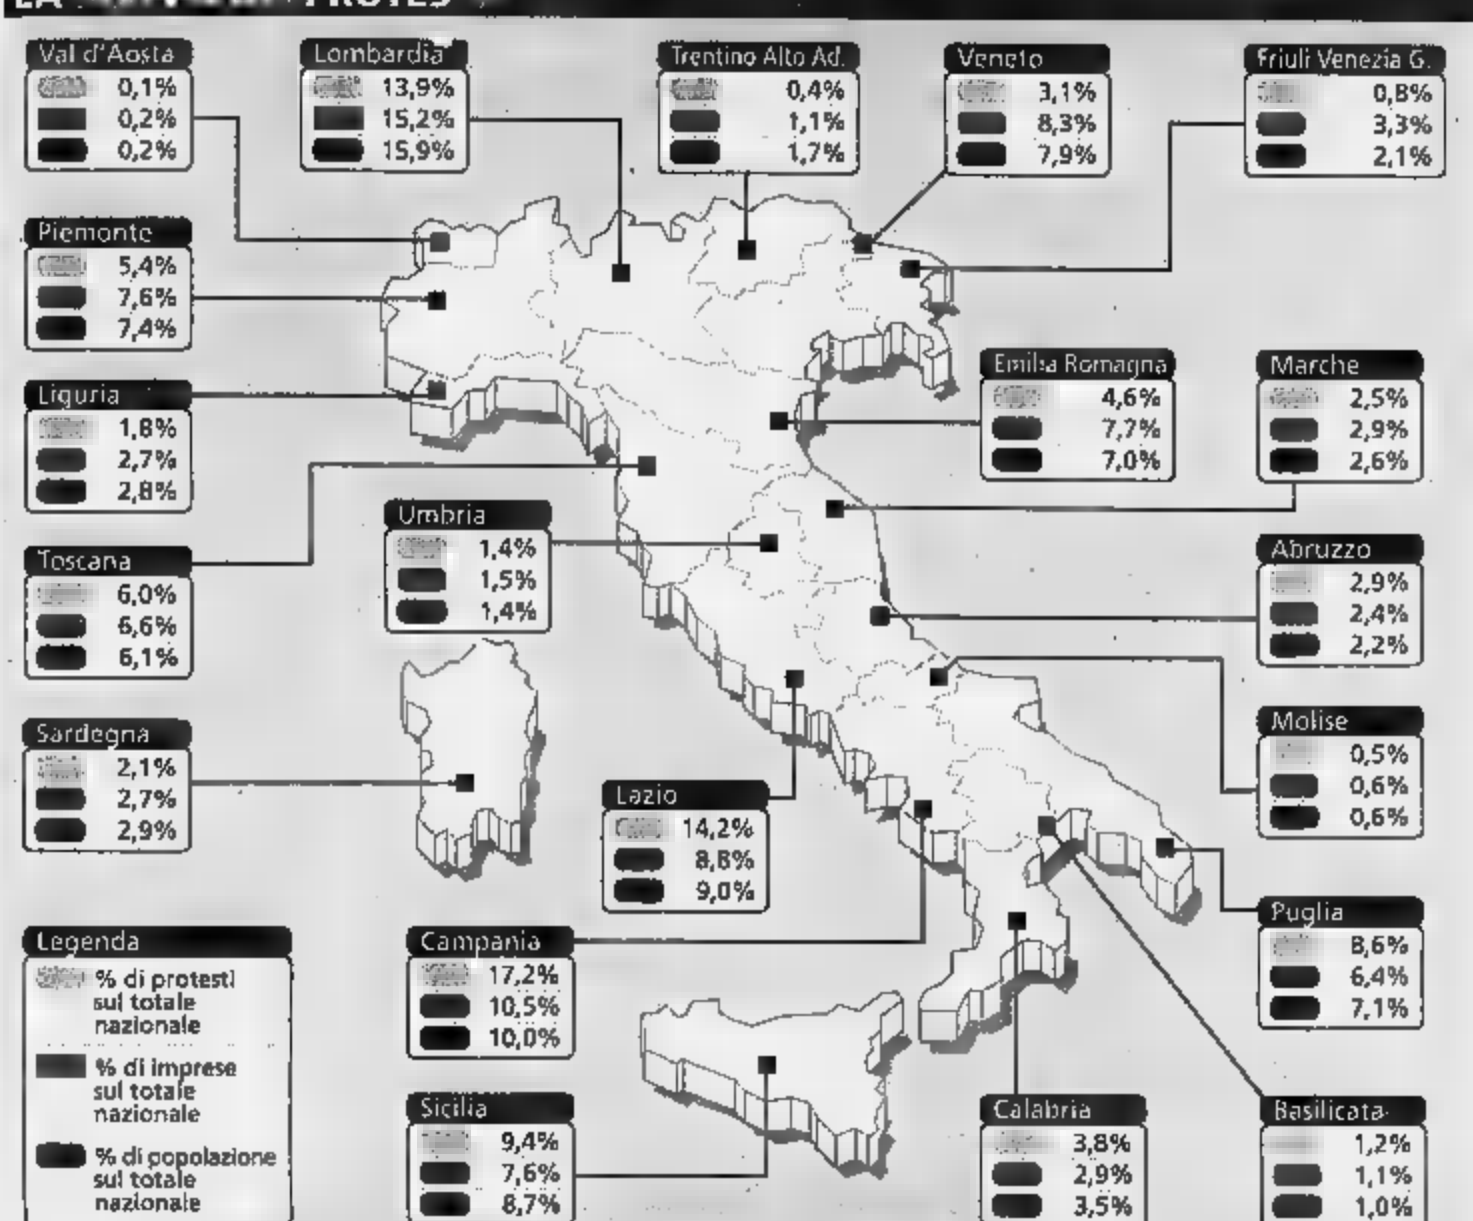 LA
Val d'Aosta
0,1%
0,2%
0,2%
Lombardia
13,9%
15,2%
15,9%
Trentino Alto Ad.
0,4%
1,1%
1,7%
Veneto
3,1%
8,3%
7,9%
Friuli Venezia G.
0,8%
3,3%
2,1%
Piemonte
5,4%
7,6%
7,4%
Liguria
1,8%
2,7%
2,8%
Emilia Romagna
4,6%
7,7%
7,0%
Marche
2,5%
2,9%
2,6%
Toscana
6,0%
6,6%
6,1%
Umbria
1,4%
1,5%
1,4%
Abruzzo
2,9%
2,4%
2,2%
Sardegna
2,1%
2,7%
2,9%
Lazio
14,2%
8,8%
9,0%
Molise
0,5%
0,6%
0,6%
Puglia
8,6%
6,4%
7,1%
Legenda
% di protesti
sul totale
nazionale
% di imprese
sul totale
nazionale
% di popolazione
sul totale
nazionale
Campania
17,2%
10,5%
10,0%
Sicilia
9,4%
7,6%
8,7%
Calabria
3,8%
2,9%
3,5%
Basilicata
1,2%
1,1%
1,0%